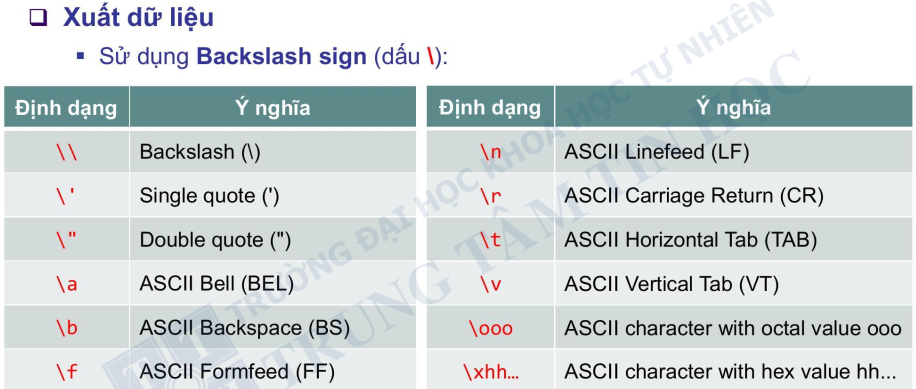 Xuất dữ liệu
Sử dụng Backslash sign (dấu \):
Định dạng Ý nghĩa
\\ Backslash (\)
\' Single quote (')
\" Double quote (")
\a ASCII Bell (BEL)
\b ASCII Backspace (BS)
\f ASCII Formfeed (FF)
Định dạng Ý nghĩa
\n ASCII Linefeed (LF)
\r ASCII Carriage Return (CR)
\t ASCII Horizontal Tab (TAB)
\v ASCII Vertical Tab (VT)
\ooo ASCII character with octal value ooo
\xhh… ASCII character with hex value hh...
TRƯỜNG ĐẠI HỌC KHOA HỌC TỰ NHIÊN
TRUNG TÂM TIN HỌC